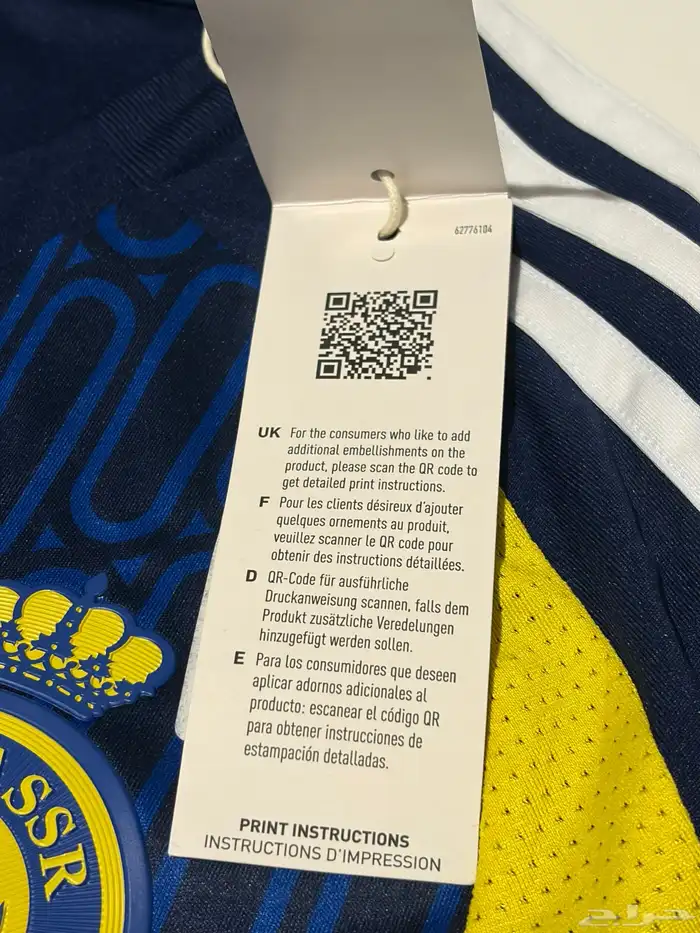 62776104
UK For the consumers who like to add
additional embellishments on the
product, please scan the QR code to
get detailed print instructions.
F Pour les clients désireux d'ajouter
quelques ornements au produit,
veuillez scanner le QR code pour
obtenir des instructions détaillées.
D QR-Code für ausführliche
Druckanweisung scannen, falls dem
Produkt zusätzliche Veredelungen
hinzugefügt werden sollen.
E Para los consumidores que deseen
aplicar adornos adicionales al
producto: escanear el código QR
para obtener instrucciones de
estampación detalladas.
PRINT INSTRUCTIONS
INSTRUCTIONS D'IMPRESSION
ASSR
حراج